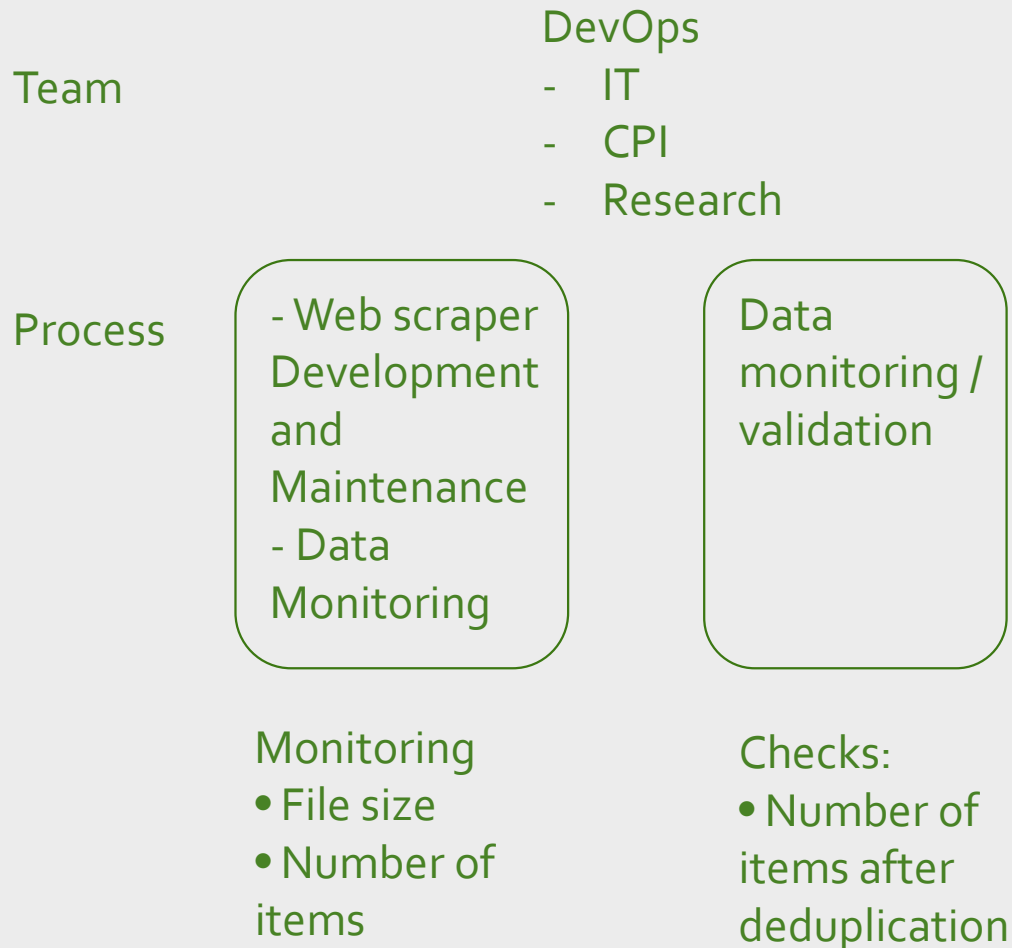 Team
DevOps
- IT
- CPI
- Research
Process
- Web scraper
Development
and
Maintenance
- Data
Monitoring
Data
monitoring /
validation
Monitoring
• File size
• Number of
items
Checks:
• Number of
items after
deduplication